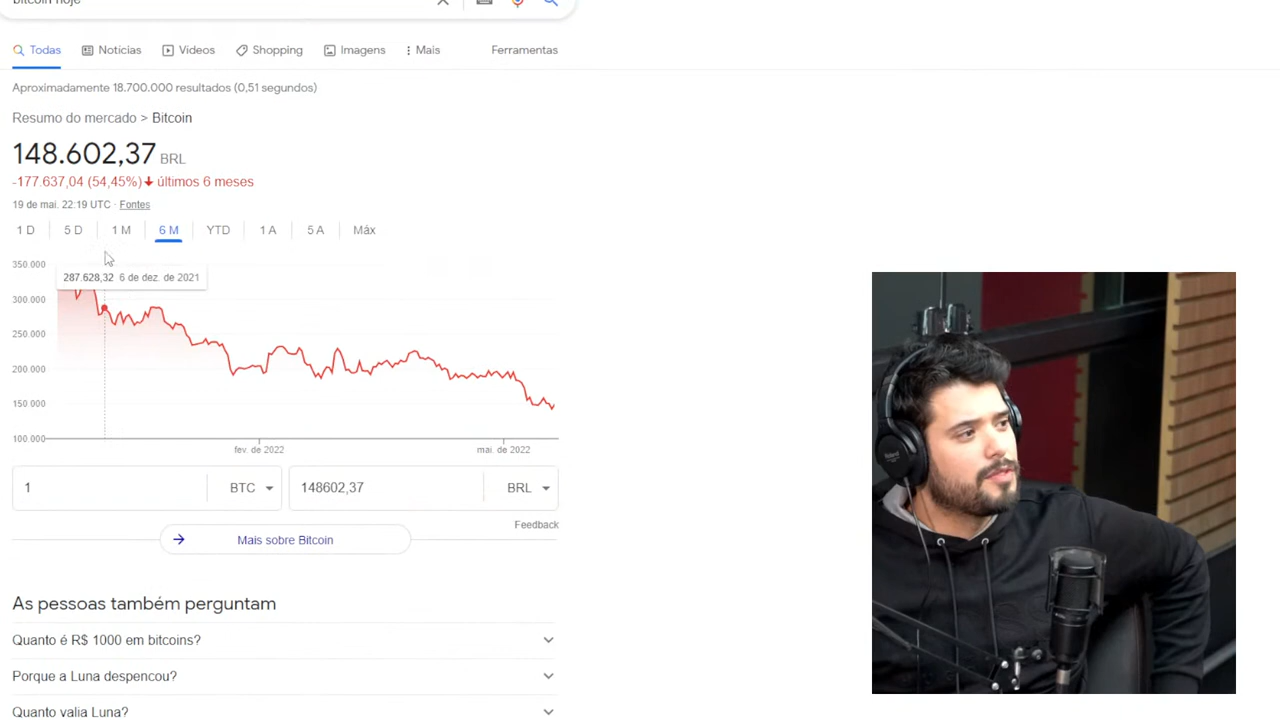 bitcoin hoje
Todas Notícias Vídeos Shopping Imagens Mais Ferramentas
Aproximadamente 18.700.000 resultados (0,51 segundos)
Resumo do mercado > Bitcoin
148.602,37 BRL
-177.637,04 (54,45%) últimos 6 meses
19 de mai. 22:19 UTC · Fontes
1 D 5 D 1 M 6 M YTD 1 A 5 A Máx
350.000
287.628,32 6 de dez. de 2021
300.000
250.000
200.000
150.000
100.000
fev. de 2022 mai. de 2022
1 BTC 148602,37 BRL
Feedback
Mais sobre Bitcoin
As pessoas também perguntam
Quanto é R$ 1000 em bitcoins?
Porque a Luna despencou?
Quanto valia Luna?